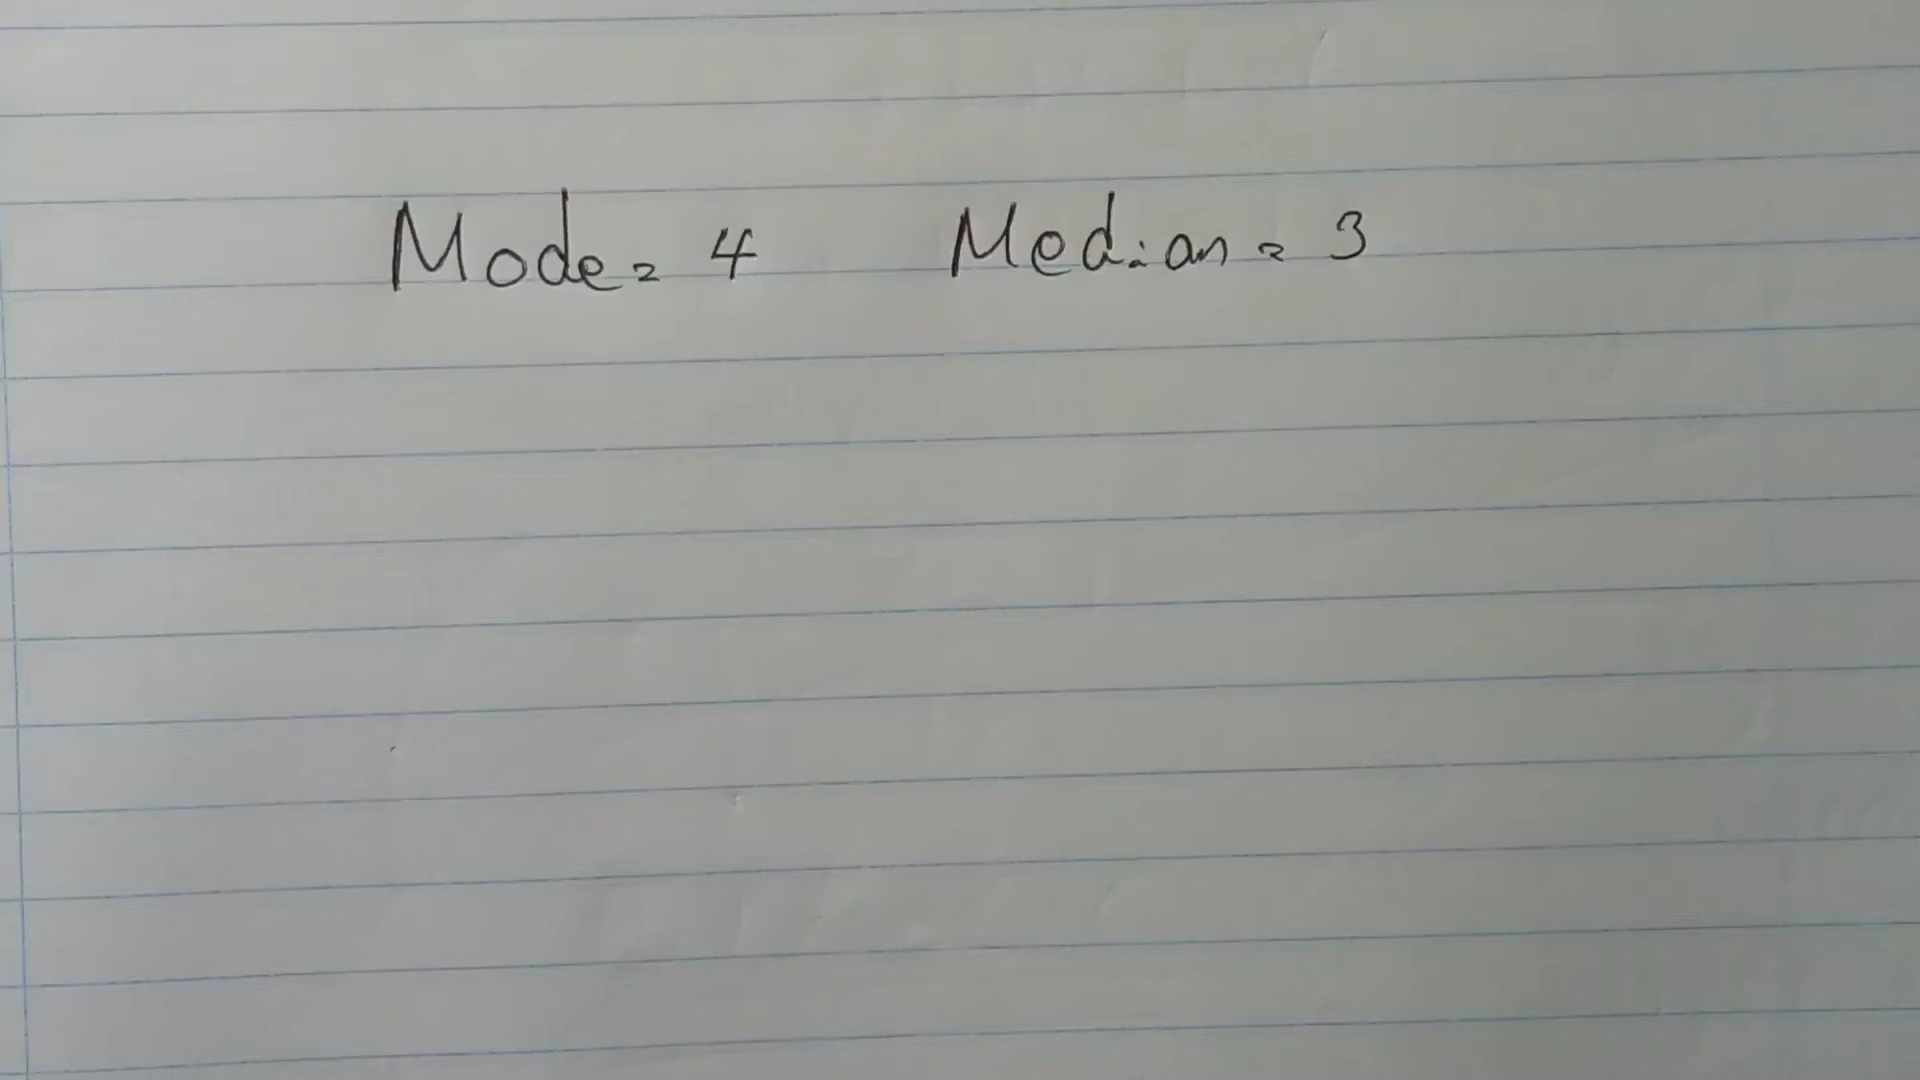 Mode = 4 Median = 3